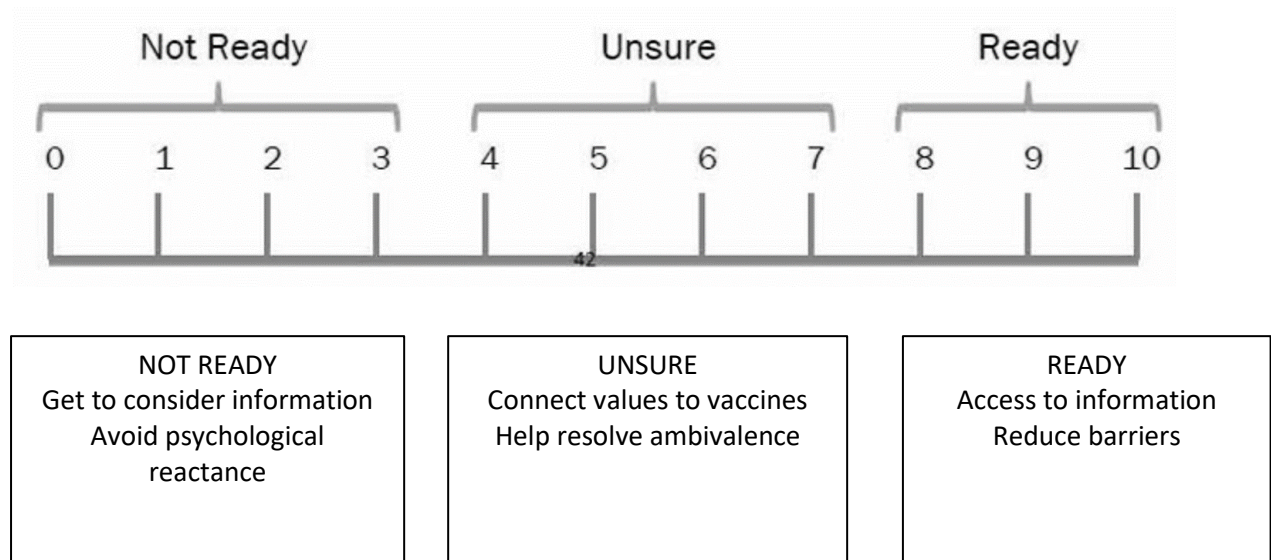 Not Ready Unsure Ready
0 1 2 3 4 5 6 7 8 9 10
42
NOT READY
Get to consider information
Avoid psychological
reactance
UNSURE
Connect values to vaccines
Help resolve ambivalence
READY
Access to information
Reduce barriers